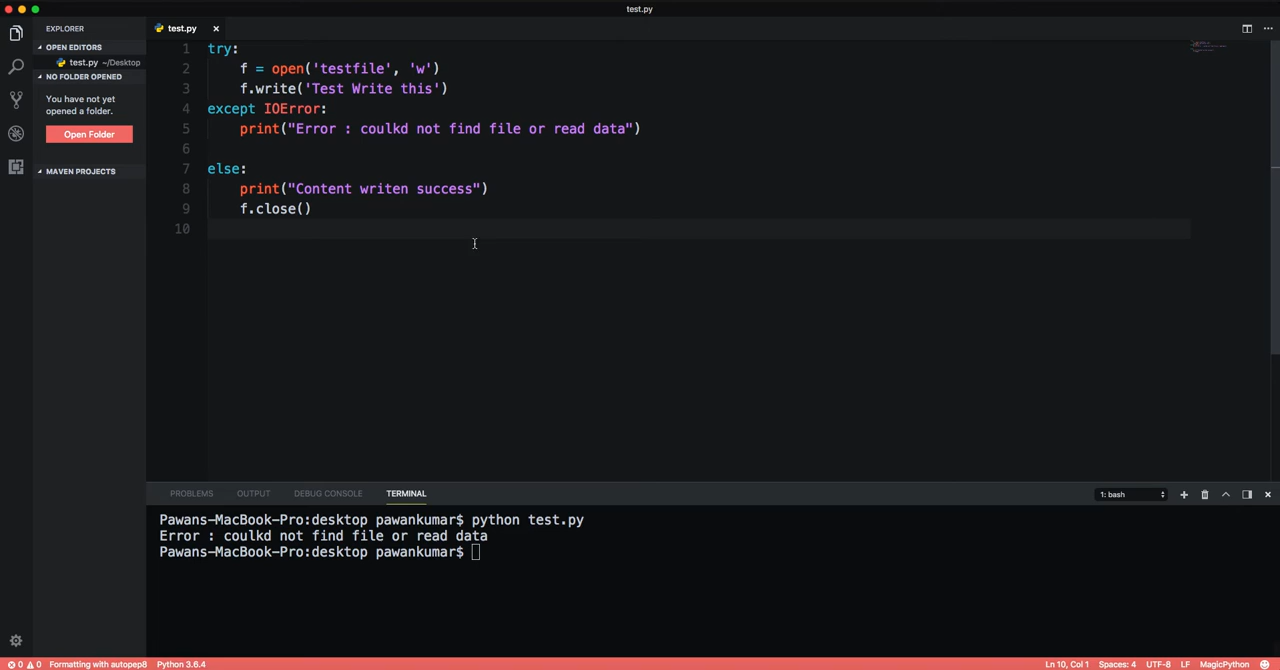 test.py
EXPLORER
OPEN EDITORS
test.py ~/Desktop
NO FOLDER OPENED
You have not yet
opened a folder.
Open Folder
MAVEN PROJECTS
test.py
1 try:
2 f = open('testfile', 'w')
3 f.write('Test Write this')
4 except IOError:
5 print("Error : coulkd not find file or read data")
6
7 else:
8 print("Content writen success")
9 f.close()
10
PROBLEMS OUTPUT DEBUG CONSOLE TERMINAL 1: bash
Pawans-MacBook-Pro:desktop pawankumar$ python test.py
Error : coulkd not find file or read data
Pawans-MacBook-Pro:desktop pawankumar$
0 0 Formatting with autopep8 Python 3.6.4 Ln 10, Col 1 Spaces: 4 UTF-8 LF MagicPython